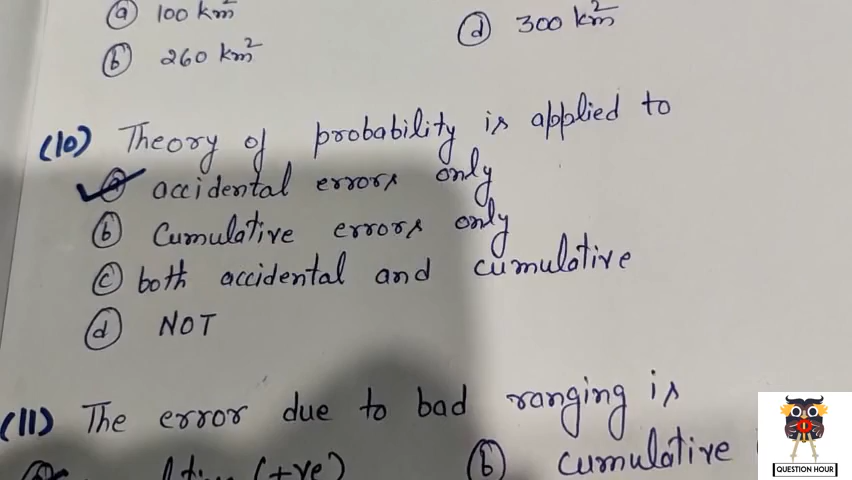 (a) 100 km²
(d) 300 km²
(b) 260 km²
(10) Theory of probability is applied to
(a) accidental errors only
(b) Cumulative errors only
(c) both accidental and cumulative
(d) NOT
(11) The error due to bad ranging is
(+ve)
(b) cumulative
QUESTION HOUR